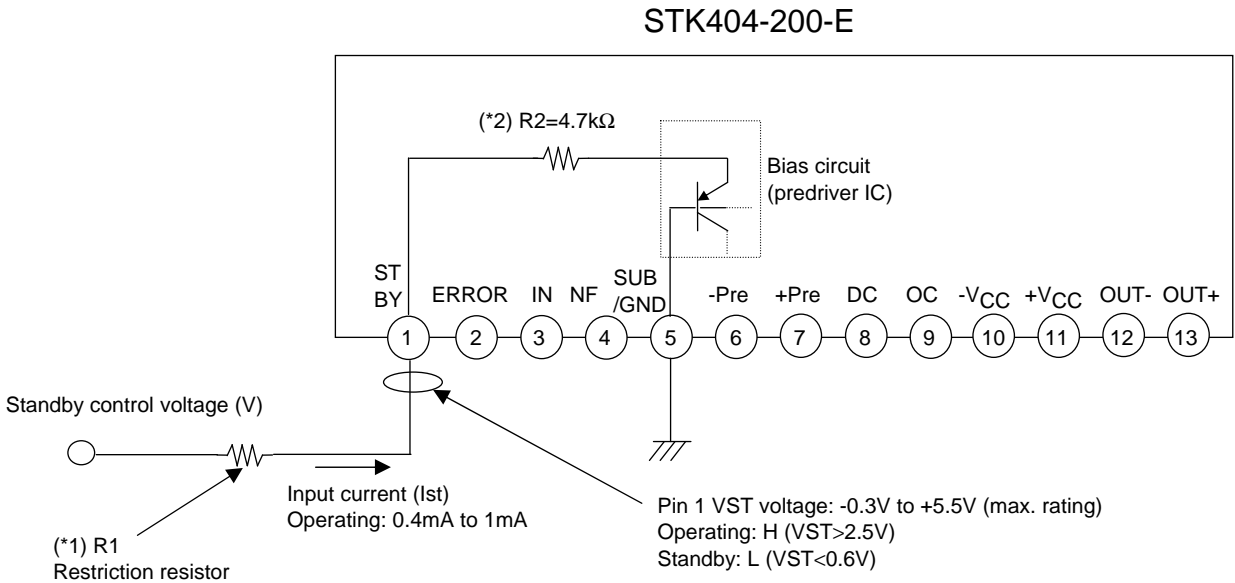 STK404-200-E
(*2) R2=4.7kΩ
Bias circuit
(predriver IC)
ST
BY
ERROR
IN
NF
SUB
/GND
-Pre
+Pre
DC
OC
-VCC
+VCC
OUT-
OUT+
1
2
3
4
5
6
7
8
9
10
11
12
13
Standby control voltage (V)
Input current (Ist)
Operating: 0.4mA to 1mA
Pin 1 VST voltage: -0.3V to +5.5V (max. rating)
Operating: H (VST>2.5V)
Standby: L (VST<0.6V)
(*1) R1
Restriction resistor